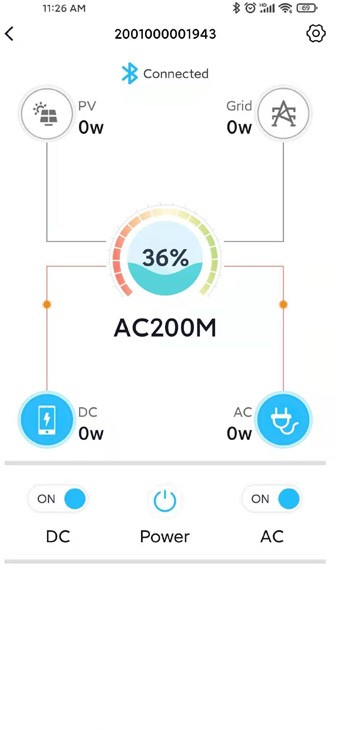 11:26 AM
HD
69
2001000001943
Connected
PV
0w
Grid
0w
36%
AC200M
DC
0w
AC
0w
ON
ON
DC
Power
AC